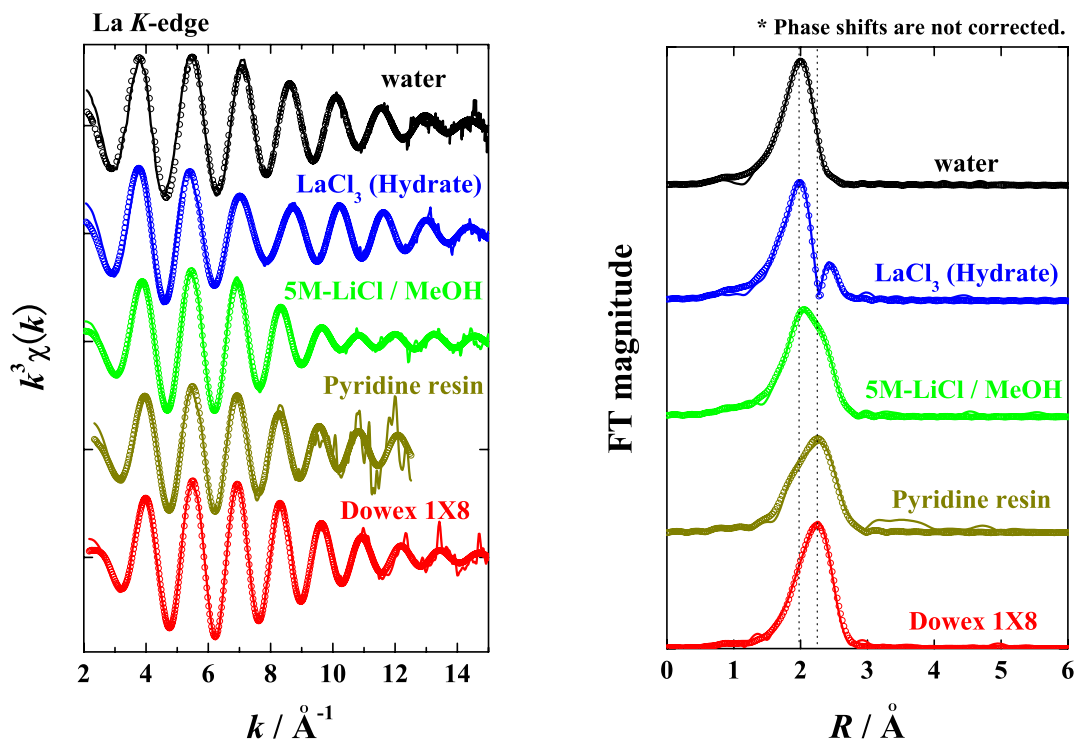 La K-edge
* Phase shifts are not corrected.
water
LaCl3 (Hydrate)
5M-LiCl / MeOH
Pyridine resin
Dowex 1X8
k³χ(k)
2 4 6 8 10 12 14
k / Å⁻¹
water
LaCl3 (Hydrate)
5M-LiCl / MeOH
Pyridine resin
Dowex 1X8
FT magnitude
0 1 2 3 4 5 6
R / Å